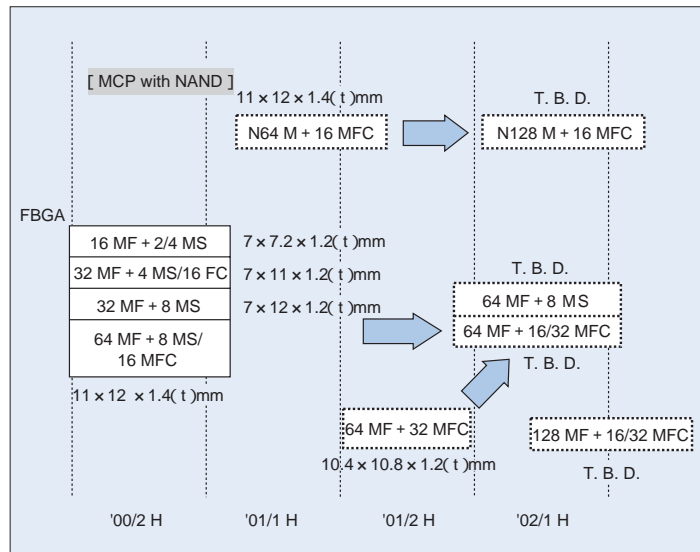 [ MCP with NAND ]
11 × 12 × 1.4( t )mm
T. B. D.
N64 M + 16 MFC
N128 M + 16 MFC
FBGA
16 MF + 2/4 MS
7 × 7.2 × 1.2( t )mm
32 MF + 4 MS/16 FC
7 × 11 × 1.2( t )mm
32 MF + 8 MS
7 × 12 × 1.2( t )mm
64 MF + 8 MS/
16 MFC
11 × 12 × 1.4( t )mm
T. B. D.
64 MF + 8 MS
64 MF + 16/32 MFC
T. B. D.
64 MF + 32 MFC
10.4 × 10.8 × 1.2( t )mm
128 MF + 16/32 MFC
T. B. D.
'00/2 H
'01/1 H
'01/2 H
'02/1 H